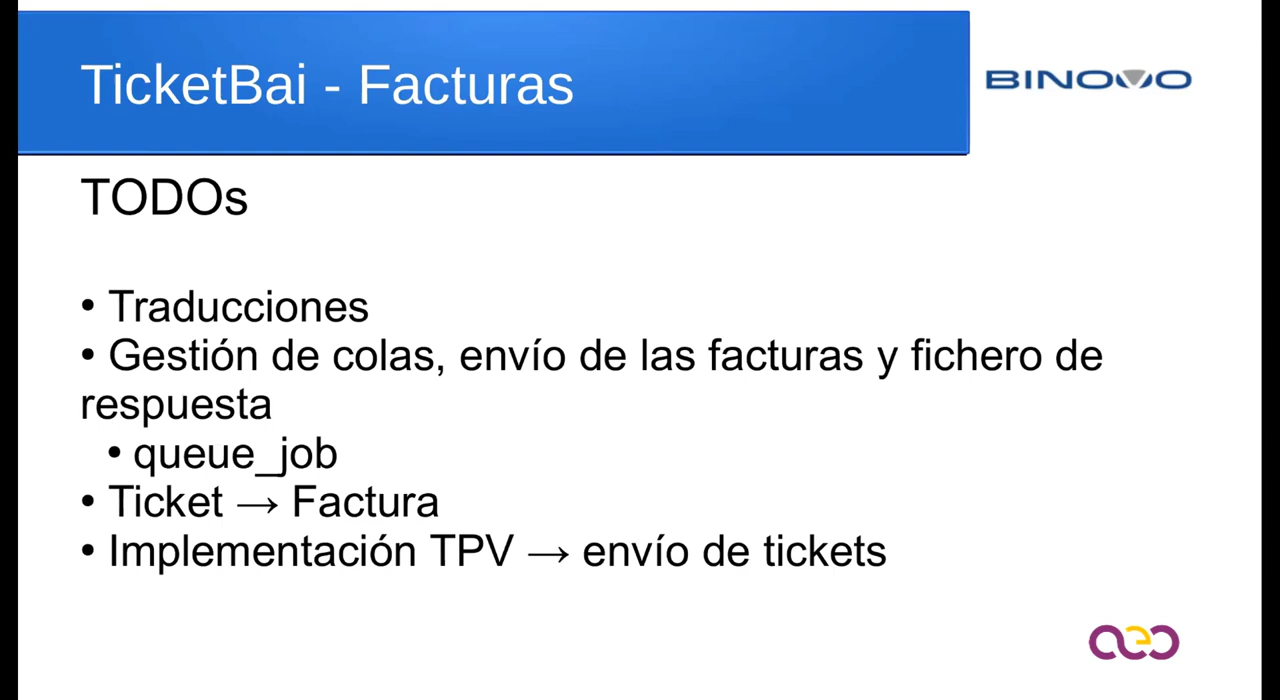 TicketBai - Facturas
BINOVO
TODOs
• Traducciones
• Gestión de colas, envío de las facturas y fichero de
respuesta
• queue_job
• Ticket → Factura
• Implementación TPV → envío de tickets
aeo